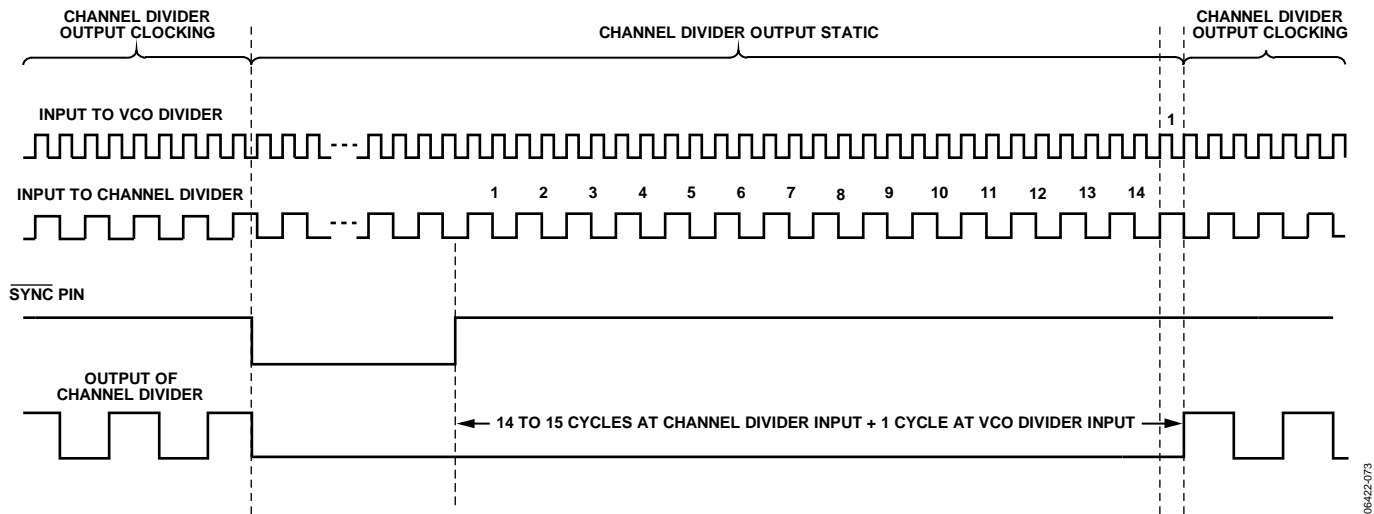 CHANNEL DIVIDER
OUTPUT CLOCKING
CHANNEL DIVIDER OUTPUT STATIC
CHANNEL DIVIDER
OUTPUT CLOCKING
INPUT TO VCO DIVIDER
1
INPUT TO CHANNEL DIVIDER
1 2 3 4 5 6 7 8 9 10 11 12 13 14
SYNC PIN
OUTPUT OF
CHANNEL DIVIDER
14 TO 15 CYCLES AT CHANNEL DIVIDER INPUT + 1 CYCLE AT VCO DIVIDER INPUT
06422-073